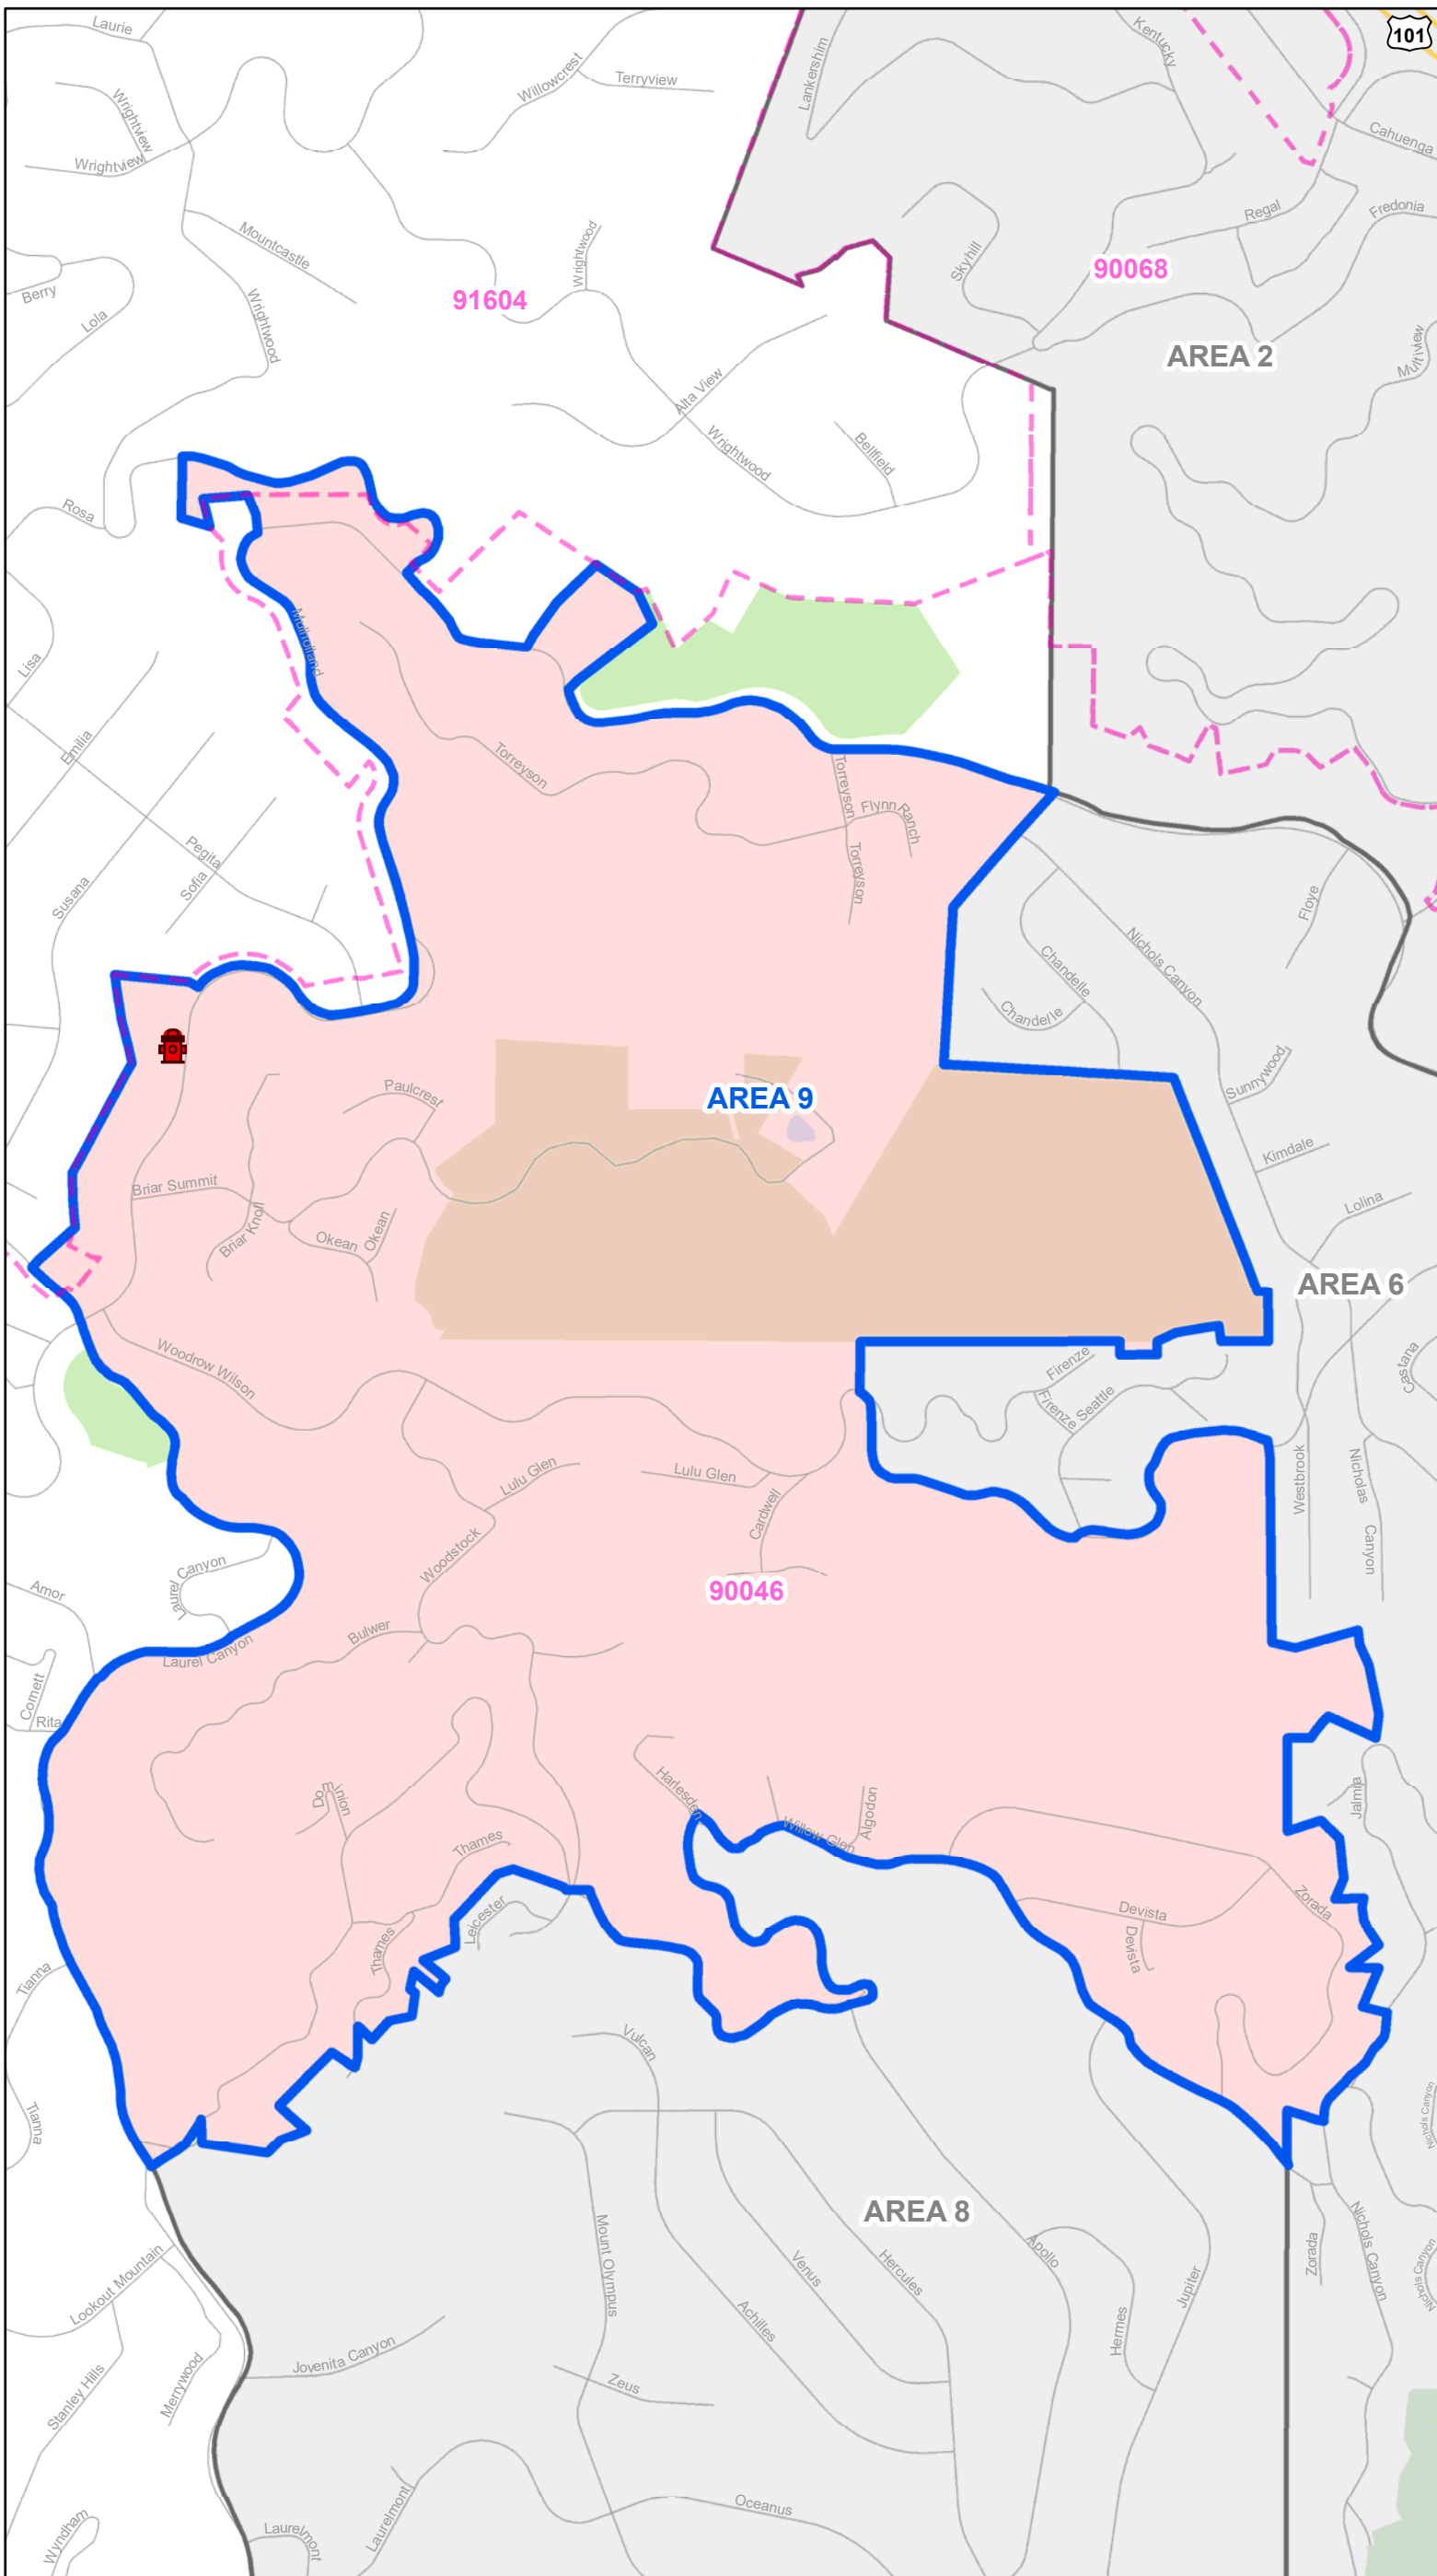 Laurie
101
Kentucky
Lankershim
Willowcrest
Terryview
Wrightview
Wrightview
Cahuenga
Regal
Fredonia
Mountcastle
Wrightwood
Skyhill
90068
Berry
91604
Lola
Wrightwood
AREA 2
Multiview
Alta View
Wrightwood
Bellfield
Rosa
Mulholland
Lisa
Emilia
Torreyson
Torreyson
Flynn Ranch
Pegita
Sofia
Torreyson
Susana
Floye
Nichols Canyon
Chandelle
Chandelle
Sunnywood
Paulcrest
AREA 9
Kimdale
Briar Summit
Lolina
Briar Knoll
Okean
Okean
AREA 6
Woodrow Wilson
Firenze
Castana
Firenze
Seattle
Lulu Glen
Lulu Glen
Westbrook
Nicholas Canyon
Cardwell
Woodstock
Laurel Canyon
Amor
90046
Bulwer
Laurel Canyon
Cornett
Rita
Harlesden
Dominion
Algodon
Jalmia
Willow Glen
Thames
Zorada
Devista
Leicester
Thames
Devista
Tianna
Vulcan
Tianna
Nichols Canyon
AREA 8
Mount Olympus
Apollo
Nichols Canyon
Zorada
Lookout Mountain
Venus
Hercules
Jupiter
Nichols Canyon
Achilles
Hermes
Jovenita Canyon
Merrywood
Stanley Hills
Zeus
Oceanus
Laurelmont
Laurelmont
Wyndham